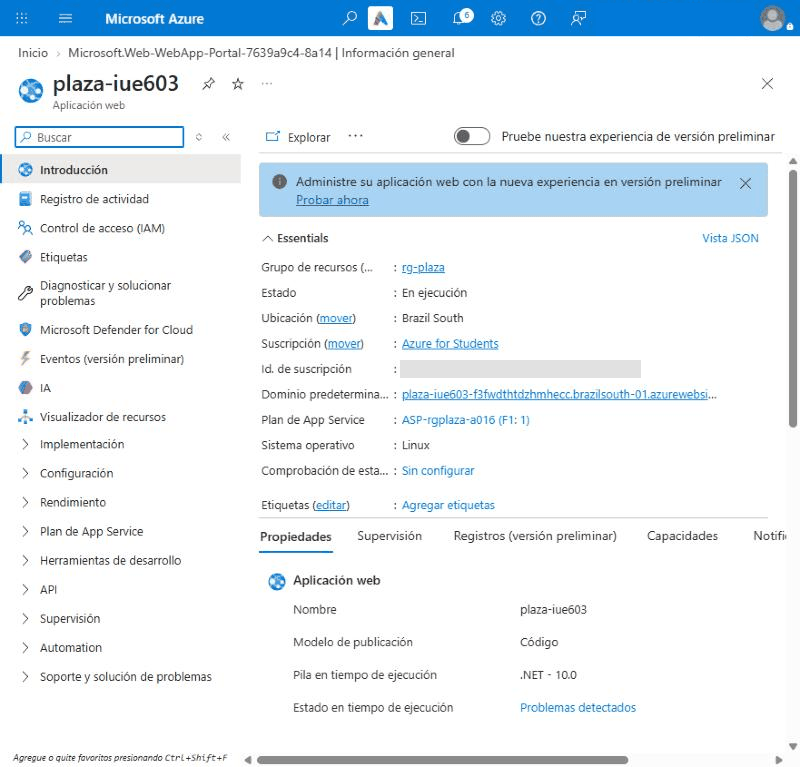 Microsoft Azure
6
Inicio > Microsoft.Web-WebApp-Portal-7639a9c4-8a14 | Información general
plaza-iue603
Aplicación web
Buscar
Explorar
Pruebe nuestra experiencia de versión preliminar
Introducción
Registro de actividad
Control de acceso (IAM)
Etiquetas
Diagnosticar y solucionar
problemas
Microsoft Defender for Cloud
Eventos (versión preliminar)
IA
Visualizador de recursos
Implementación
Configuración
Rendimiento
Plan de App Service
Herramientas de desarrollo
API
Supervisión
Automation
Soporte y solución de problemas
Agregue o quite favoritos presionando Ctrl+Shift+F
Administre su aplicación web con la nueva experiencia en versión preliminar
Probar ahora
Essentials
Vista JSON
Grupo de recursos (... : rg-plaza
Estado : En ejecución
Ubicación (mover) : Brazil South
Suscripción (mover) : Azure for Students
Id. de suscripción :
Dominio predetermina... : plaza-iue603-f3fwdthtdzhmhecc.brazilsouth-01.azurewebsi...
Plan de App Service : ASP-rgplaza-a016 (F1: 1)
Sistema operativo : Linux
Comprobación de esta... : Sin configurar
Etiquetas (editar) : Agregar etiquetas
Propiedades Supervisión Registros (versión preliminar) Capacidades Notifi
Aplicación web
Nombre plaza-iue603
Modelo de publicación Código
Pila en tiempo de ejecución .NET - 10.0
Estado en tiempo de ejecución Problemas detectados